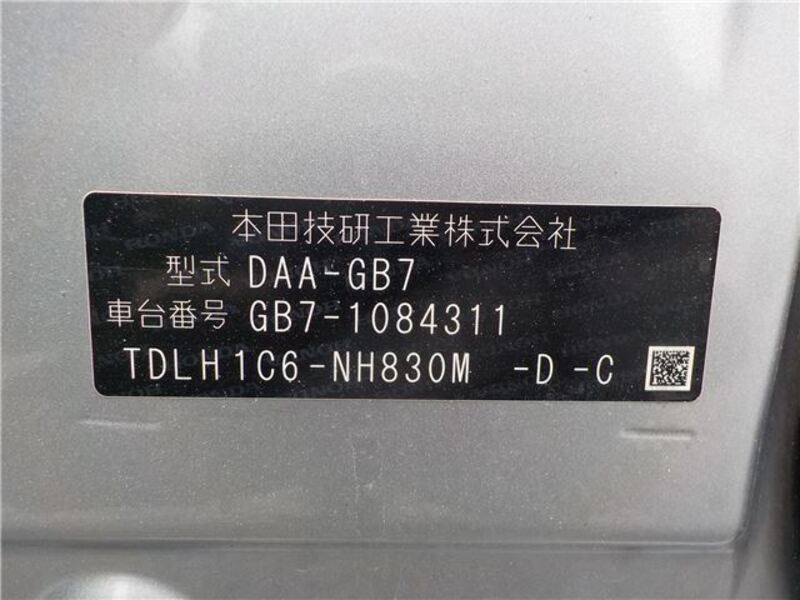 本田技研工業株式会社
型式 DAA-GB7
車台番号 GB7-1084311
TDLH1C6-NH830M -D -C